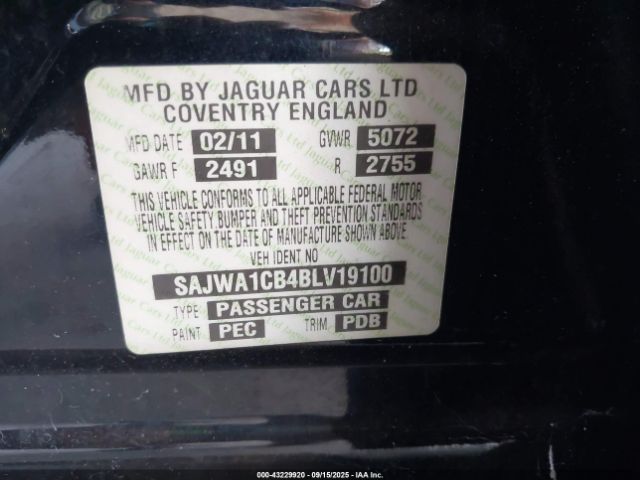 MFD BY JAGUAR CARS LTD
COVENTRY ENGLAND
MFD DATE 02/11 GVWR 5072
GAWR F 2491 R 2755
THIS VEHICLE CONFORMS TO ALL APPLICABLE FEDERAL MOTOR
VEHICLE SAFETY BUMPER AND THEFT PREVENTION STANDARDS
IN EFFECT ON THE DATE OF MANUFACTURE SHOWN ABOVE
VEH IDENT NO
SAJWA1CB4BLV19100
TYPE PASSENGER CAR
PAINT PEC TRIM PDB
000-43229920 - 09/15/2025 - IAA Inc.